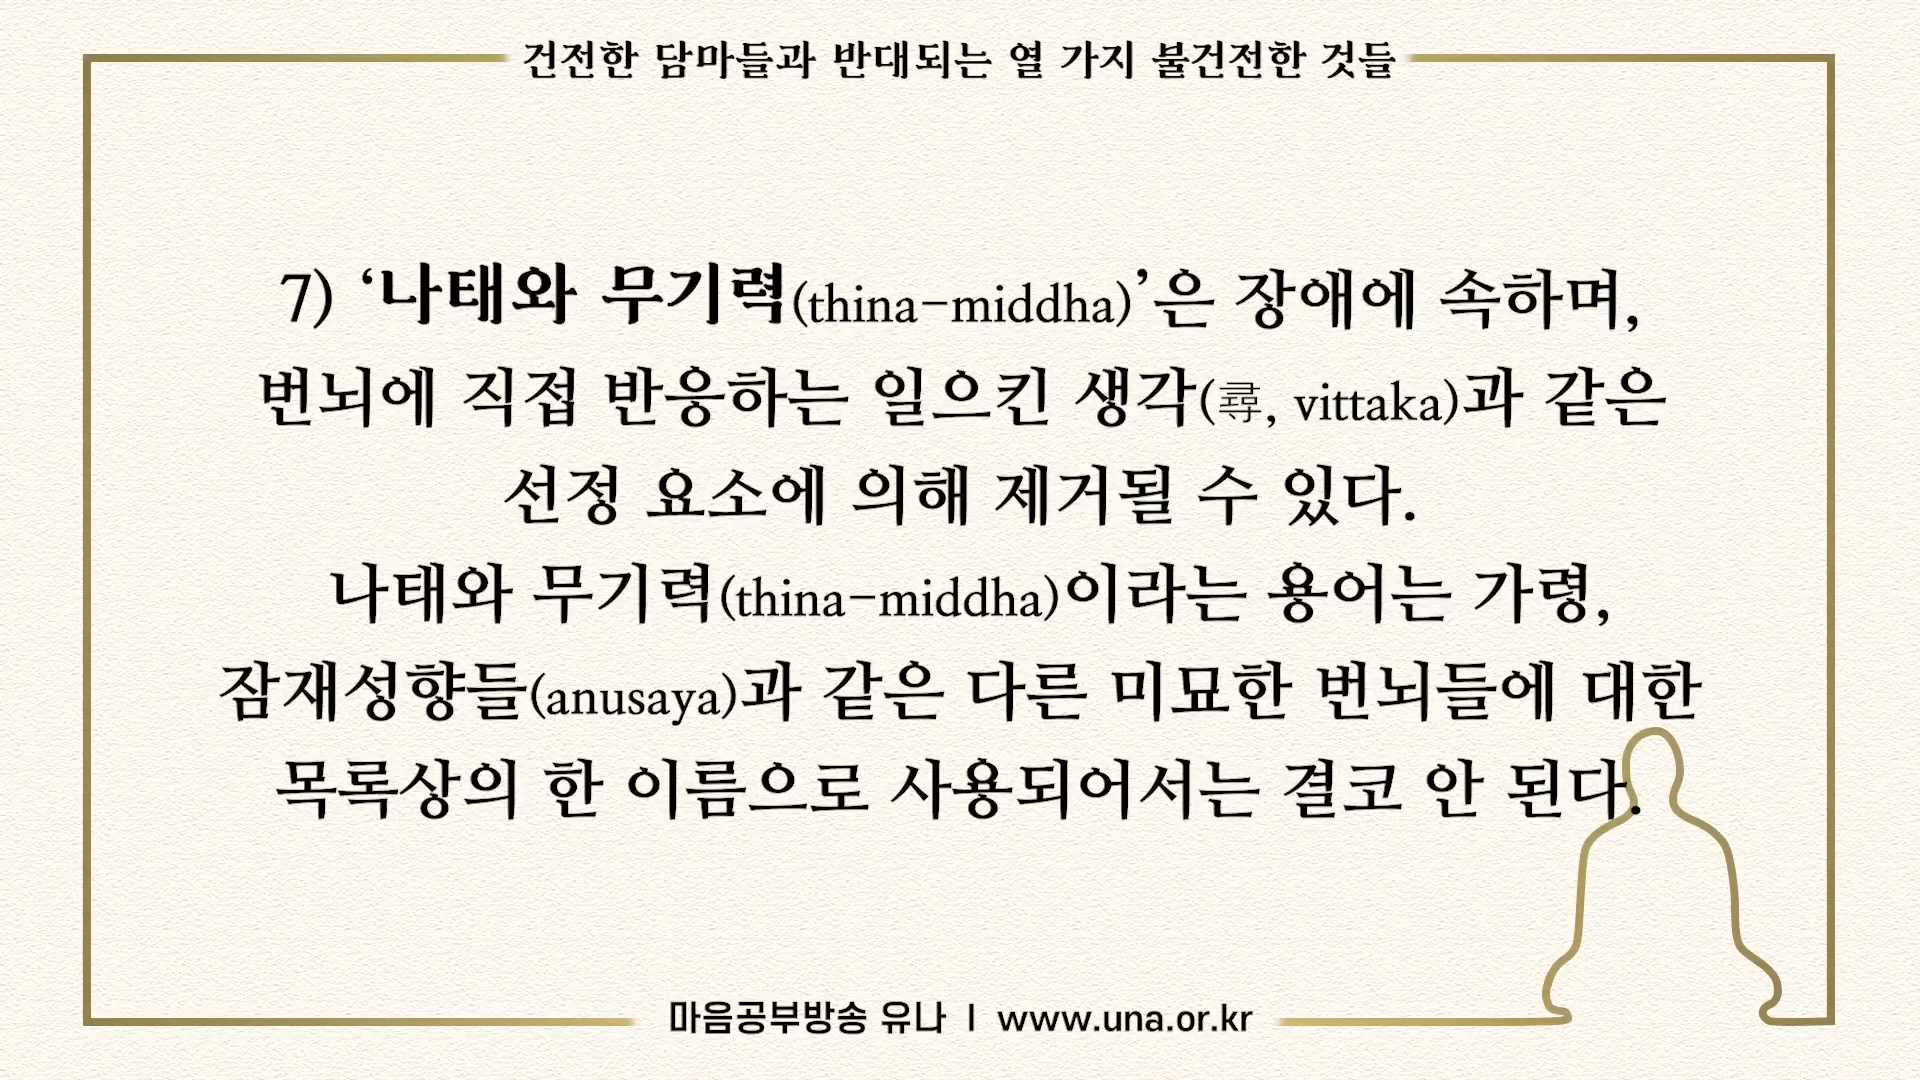 건전한 담마들과 반대되는 열 가지 불건전한 것들
7) ‘나태와 무기력(thina-middha)’은 장애에 속하며,
번뇌에 직접 반응하는 일으킨 생각(尋, vittaka)과 같은
선정 요소에 의해 제거될 수 있다.
나태와 무기력(thina-middha)이라는 용어는 가령,
잠재성향들(anusaya)과 같은 다른 미묘한 번뇌들에 대한
목록상의 한 이름으로 사용되어서는 결코 안 된다.
마음공부방송 유나 | www.una.or.kr